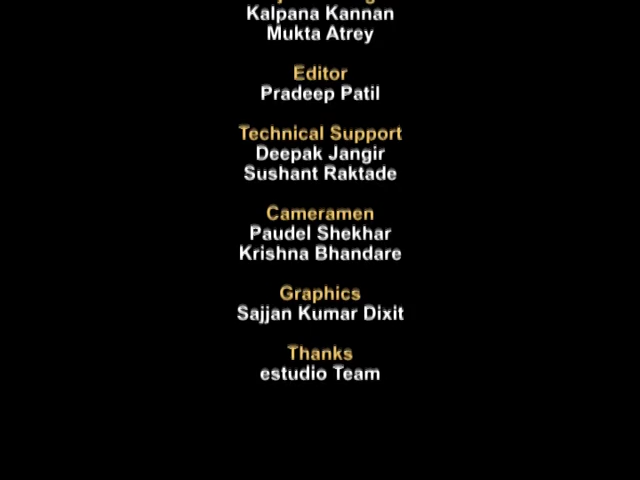 Kalpana Kannan
Mukta Atrey
Editor
Pradeep Patil
Technical Support
Deepak Jangir
Sushant Raktade
Cameramen
Paudel Shekhar
Krishna Bhandare
Graphics
Sajjan Kumar Dixit
Thanks
estudio Team